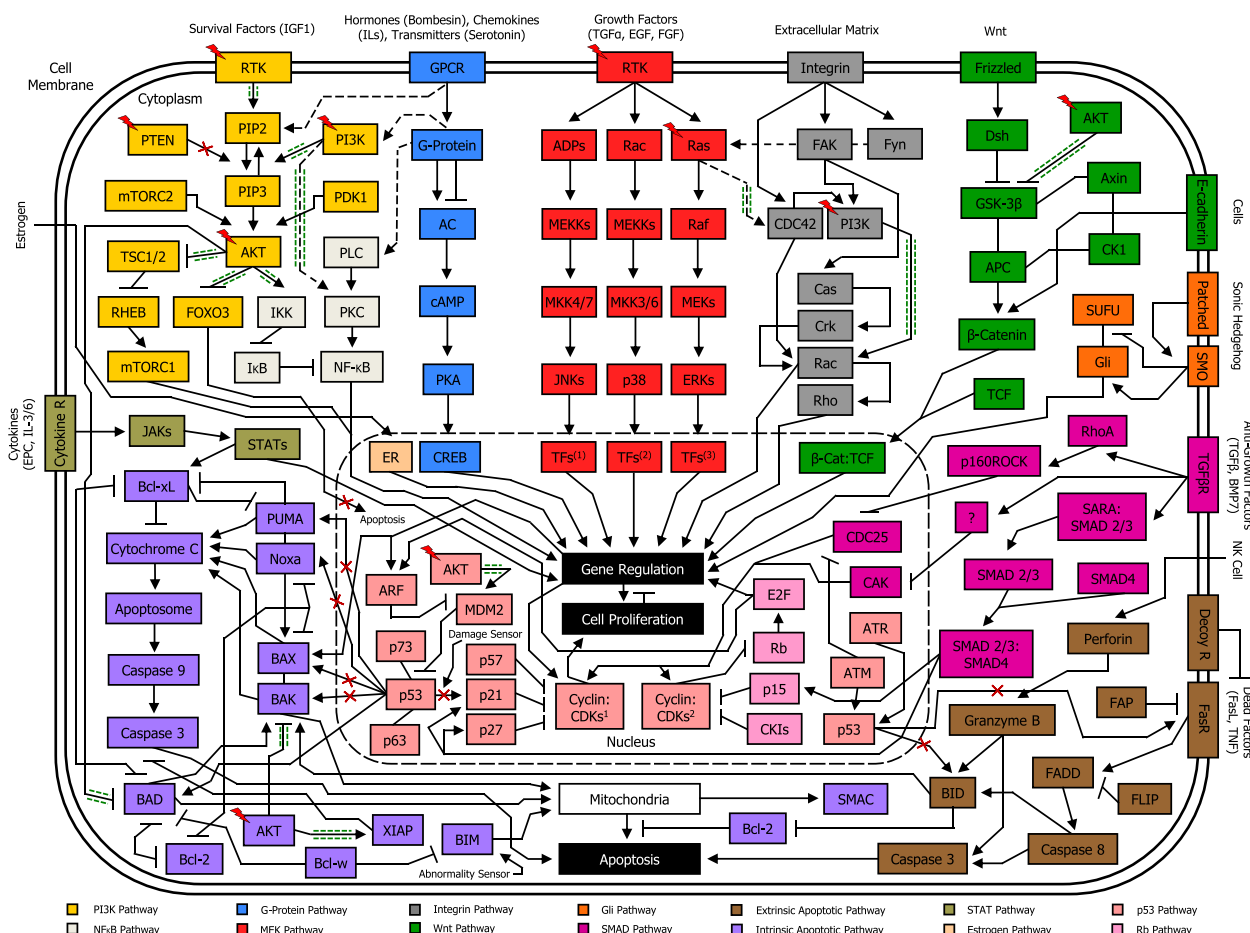 Survival Factors (IGF1)
Hormones (Bombesin), Chemokines
(ILs), Transmitters (Serotonin)
Growth Factors
(TGFα, EGF, FGF)
Extracellular Matrix
Wnt
Cell
Membrane
RTK
GPCR
RTK
Integrin
Frizzled
Cytoplasm
PTEN
PIP2
PI3K
G-Protein
ADPs
Rac
Ras
FAK
Fyn
Dsh
AKT
mTORC2
PIP3
PDK1
Axin
GSK-3β
E-cadherin
Cells
Estrogen
TSC1/2
AKT
PLC
AC
MEKKs
MEKKs
Raf
CDC42
PI3K
CK1
APC
RHEB
FOXO3
IKK
PKC
cAMP
MKK4/7
MKK3/6
MEKs
Cas
Crk
β-Catenin
SUFU
Patched
Sonic Hedgehog
mTORC1
IκB
NF-κB
PKA
JNKs
p38
ERKs
Rac
Rho
TCF
Gli
SMO
Cytokines
(EPC, IL-3/6)
Cytokine R
JAKs
STATs
ER
CREB
TFs(1)
TFs(2)
TFs(3)
β-Cat:TCF
p160ROCK
RhoA
TGFβR
Anti-Growth Factors
(TGFβ, BMP7)
Bcl-xL
PUMA
Apoptosis
?
SARA:
SMAD 2/3
Cytochrome C
Noxa
CDC25
NK Cell
AKT
Gene Regulation
CAK
SMAD 2/3
SMAD4
ARF
MDM2
E2F
Apoptosome
Cell Proliferation
ATR
Decoy R
Perforin
Damage Sensor
p73
p57
Rb
SMAD 2/3:
SMAD4
BAX
Caspase 9
ATM
BAK
p53
p21
Cyclin:
CDKs1
Cyclin:
CDKs2
p15
FAP
FasR
Dead Factors
(FasL, TNF)
Granzyme B
Caspase 3
p63
p27
Nucleus
CKIs
p53
FADD
BAD
Mitochondria
SMAC
BID
FLIP
AKT
XIAP
BIM
Bcl-2
Bcl-2
Bcl-w
Abnormality Sensor
Apoptosis
Caspase 3
Caspase 8
PI3K Pathway
G-Protein Pathway
Integrin Pathway
Gli Pathway
Extrinsic Apoptotic Pathway
STAT Pathway
p53 Pathway
NFκB Pathway
MEK Pathway
Wnt Pathway
SMAD Pathway
Intrinsic Apoptotic Pathway
Estrogen Pathway
Rb Pathway